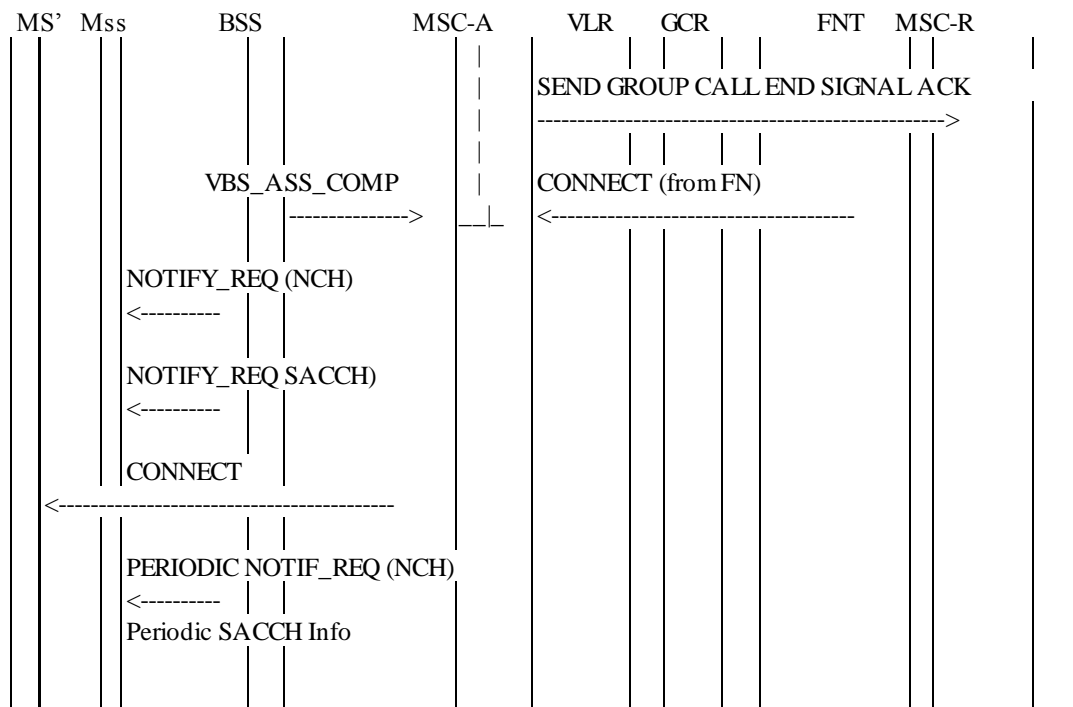 MS’ Mss BSS MSC-A VLR GCR FNT MSC-R
SEND GROUP CALL END SIGNAL ACK
VBS_ASS_COMP CONNECT (from FN)
NOTIFY_REQ (NCH)
NOTIFY_REQ SACCH)
CONNECT
PERIODIC NOTIF_REQ (NCH)
Periodic SACCH Info